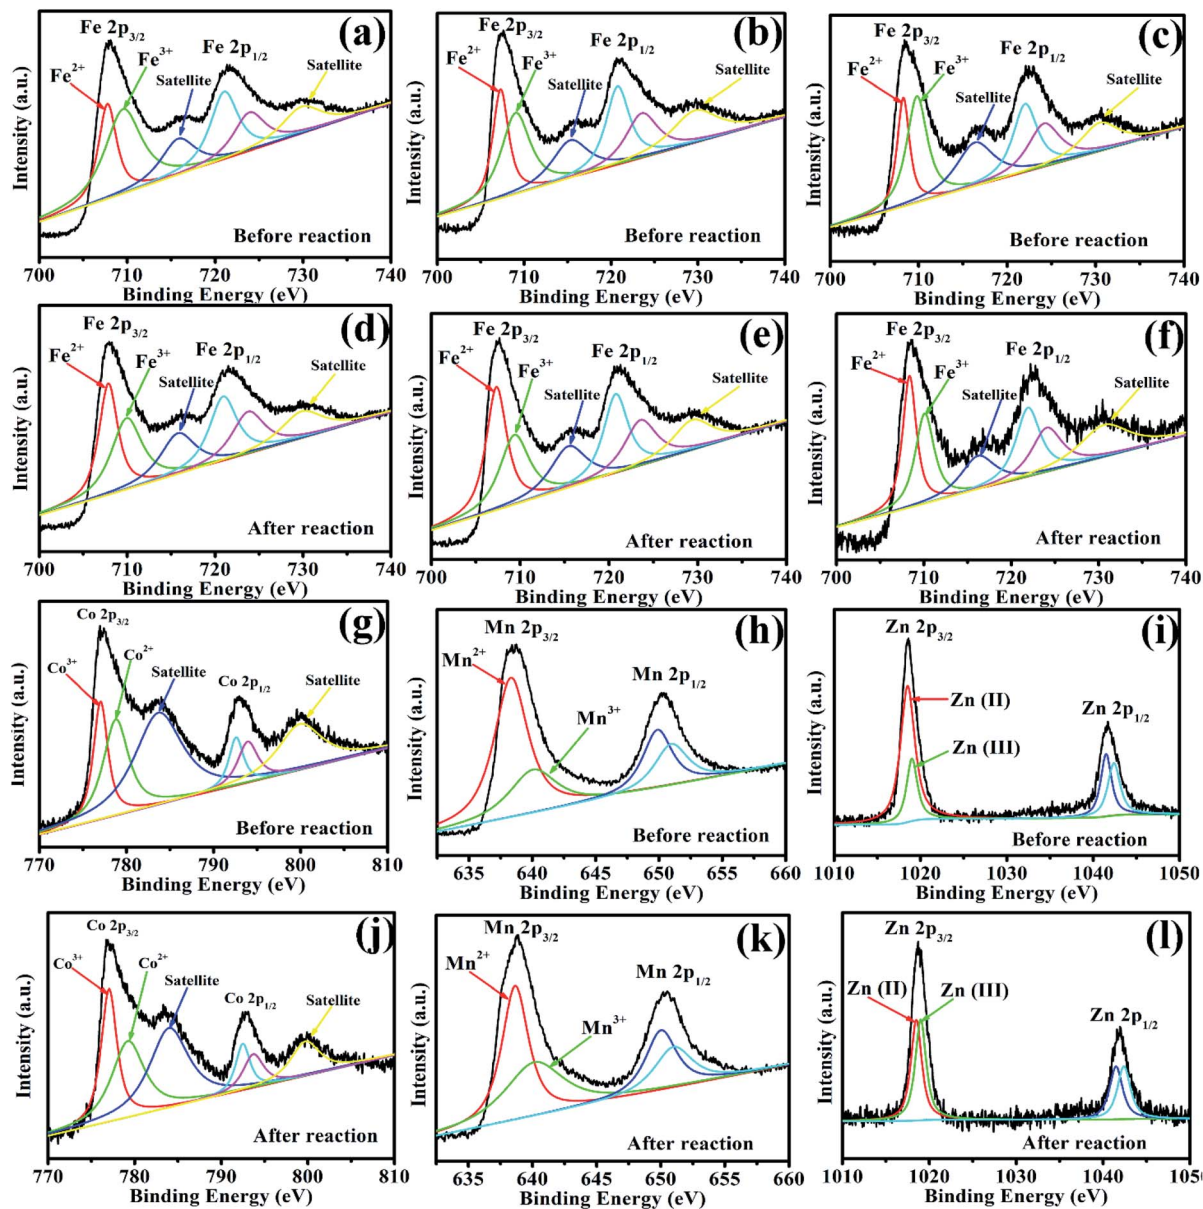 (a)
Fe 2p3/2
Fe2+
Fe3+
Satellite
Fe 2p1/2
Satellite
Before reaction
Intensity (a.u.)
700 710 720 730 740
Binding Energy (eV)
(b)
Fe 2p3/2
Fe2+
Fe3+
Satellite
Fe 2p1/2
Satellite
Before reaction
Intensity (a.u.)
700 710 720 730 740
Binding Energy (eV)
(c)
Fe 2p3/2
Fe2+
Fe3+
Satellite
Fe 2p1/2
Satellite
Before reaction
Intensity (a.u.)
700 710 720 730 740
Binding Energy (eV)
(d)
Fe 2p3/2
Fe2+
Fe3+
Satellite
Fe 2p1/2
Satellite
After reaction
Intensity (a.u.)
700 710 720 730 740
Binding Energy (eV)
(e)
Fe 2p3/2
Fe2+
Fe3+
Satellite
Fe 2p1/2
Satellite
After reaction
Intensity (a.u.)
700 710 720 730 740
Binding Energy (eV)
(f)
Fe 2p3/2
Fe2+
Fe3+
Satellite
Fe 2p1/2
Satellite
After reaction
Intensity (a.u.)
700 710 720 730 740
Binding Energy (eV)
(g)
Co 2p3/2
Co3+
Co2+
Satellite
Co 2p1/2
Satellite
Before reaction
Intensity (a.u.)
770 780 790 800 810
Binding Energy (eV)
(h)
Mn 2p3/2
Mn2+
Mn3+
Mn 2p1/2
Before reaction
Intensity (a.u.)
635 640 645 650 655 660
Binding Energy (eV)
(i)
Zn 2p3/2
Zn (II)
Zn (III)
Zn 2p1/2
Before reaction
Intensity (a.u.)
1010 1020 1030 1040 1050
Binding Energy (eV)
(j)
Co 2p3/2
Co3+
Co2+
Satellite
Co 2p1/2
Satellite
After reaction
Intensity (a.u.)
770 780 790 800 810
Binding Energy (eV)
(k)
Mn 2p3/2
Mn2+
Mn3+
Mn 2p1/2
After reaction
Intensity (a.u.)
635 640 645 650 655 660
Binding Energy (eV)
(l)
Zn 2p3/2
Zn (II)
Zn (III)
Zn 2p1/2
After reaction
Intensity (a.u.)
1010 1020 1030 1040 1050
Binding Energy (eV)